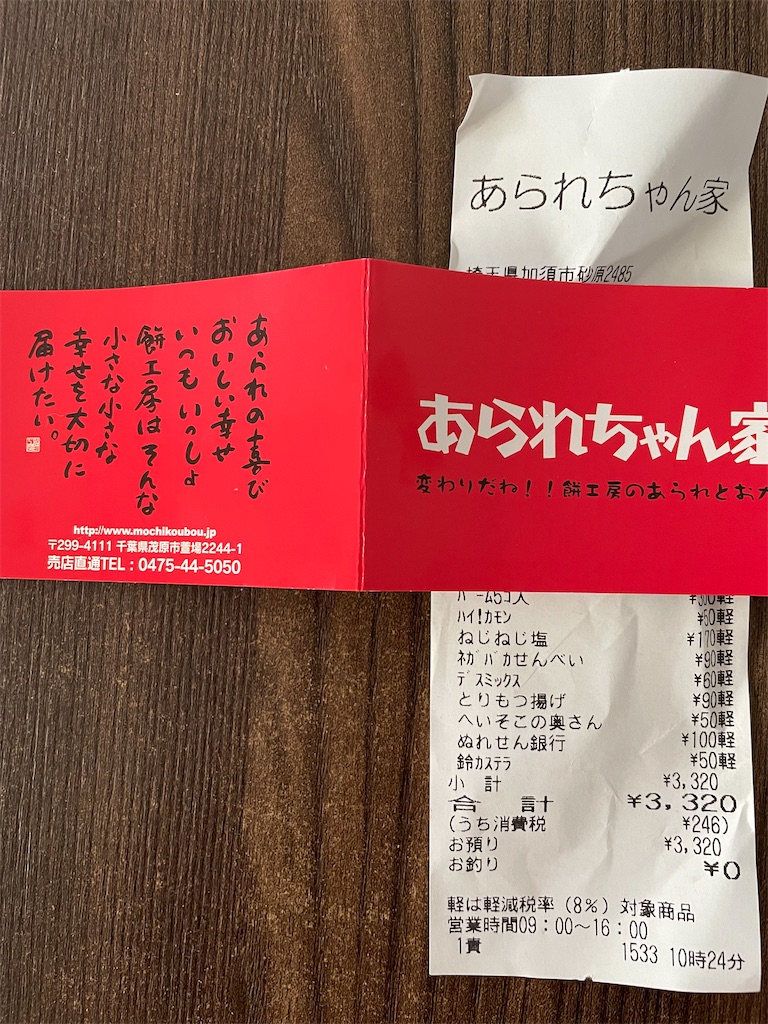 あられちゃん家
埼玉県加須市砂原2485
あられの喜び
おいしい幸せ
いつもいっしょ
餅工房はそんな
小さな小さな
幸せを大切に
届けたい。
http://www.mochikoubou.jp
〒299-4111 千葉県茂原市萱場2244-1
売店直通TEL：0475-44-5050
あられちゃん家
変わりだね！！餅工房のあられとおか
バーム5コ入 ¥300軽
ハイ!カモン ¥50軽
ねじねじ塩 ¥170軽
ネガバカせんべい ¥90軽
デスミックス ¥60軽
とりもつ揚げ ¥90軽
へいそこの奥さん ¥50軽
ぬれせん銀行 ¥100軽
鈴カステラ ¥50軽
小 計 ¥3,320
合 計 ¥3,320
(うち消費税 ¥246)
お預り ¥3,320
お釣り ¥0
軽は軽減税率（8%）対象商品
営業時間09：00～16：00
1責 1533 10時24分